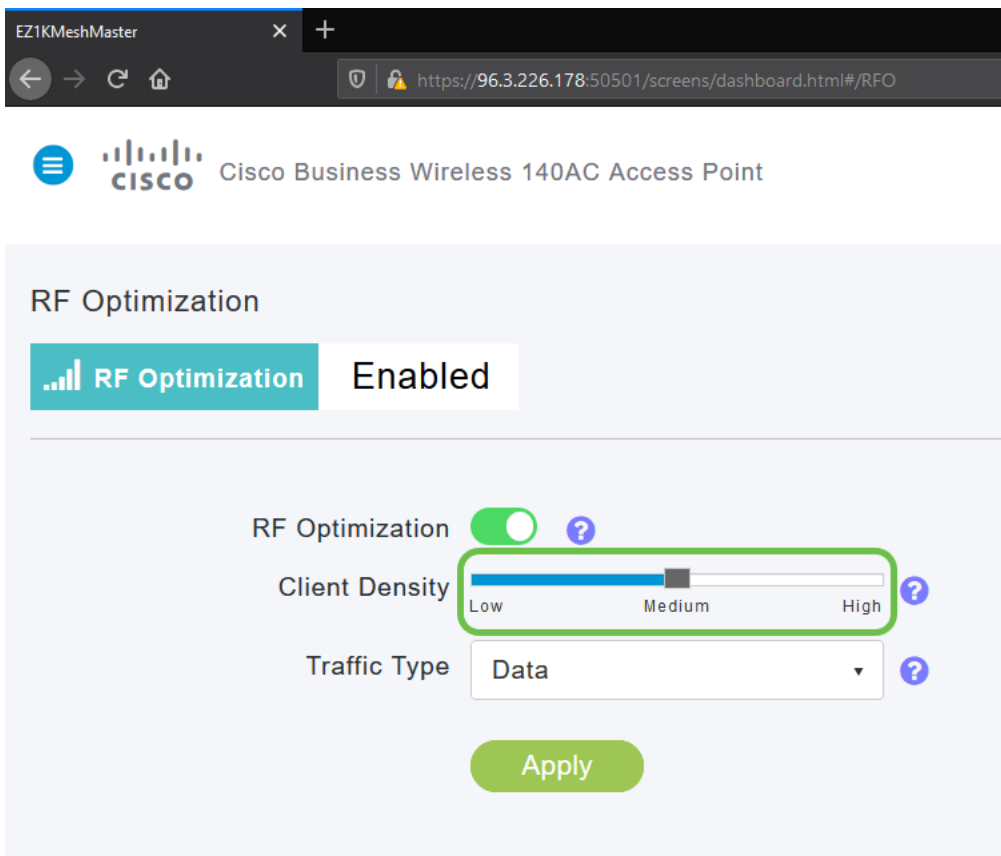 EZ1KMeshMaster
https://96.3.226.178:50501/screens/dashboard.html#/RFO
CISCO Cisco Business Wireless 140AC Access Point
RF Optimization
RF Optimization Enabled
RF Optimization ?
Client Density ?
Low Medium High
Traffic Type Data ?
Apply